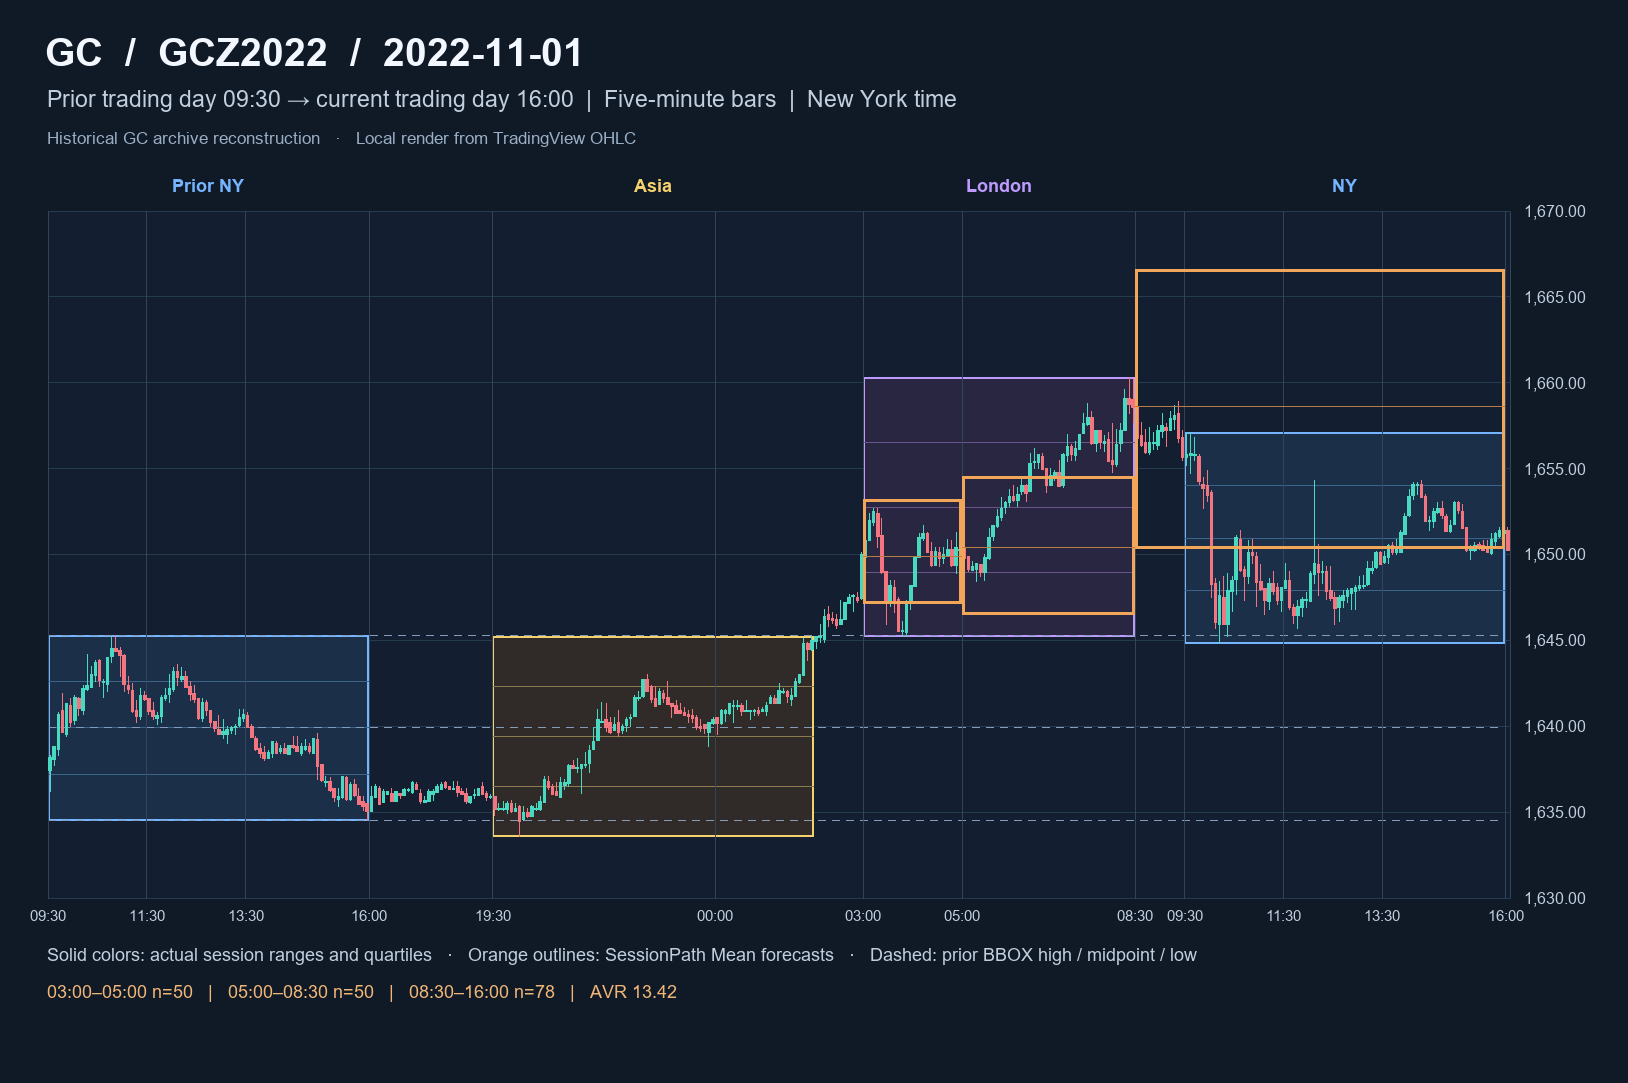 GC / GCZ2022 / 2022-11-01
Prior trading day 09:30 → current trading day 16:00 | Five-minute bars | New York time
Historical GC archive reconstruction · Local render from TradingView OHLC
Prior NY Asia London NY
1,670.00
1,665.00
1,660.00
1,655.00
1,650.00
1,645.00
1,640.00
1,635.00
1,630.00
09:30 11:30 13:30 16:00 19:30 00:00 03:00 05:00 08:30 09:30 11:30 13:30 16:00
Solid colors: actual session ranges and quartiles · Orange outlines: SessionPath Mean forecasts · Dashed: prior BBOX high / midpoint / low
03:00–05:00 n=50 | 05:00–08:30 n=50 | 08:30–16:00 n=78 | AVR 13.42